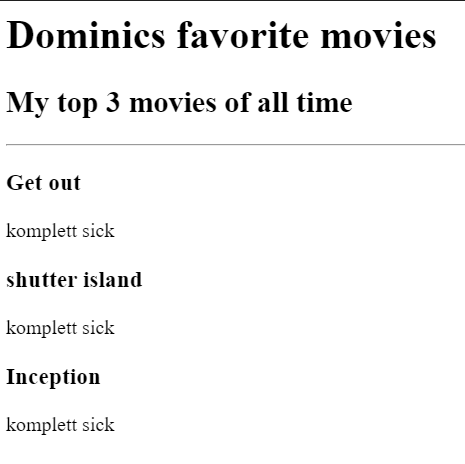 Dominics favorite movies
My top 3 movies of all time
Get out
komplett sick
shutter island
komplett sick
Inception
komplett sick